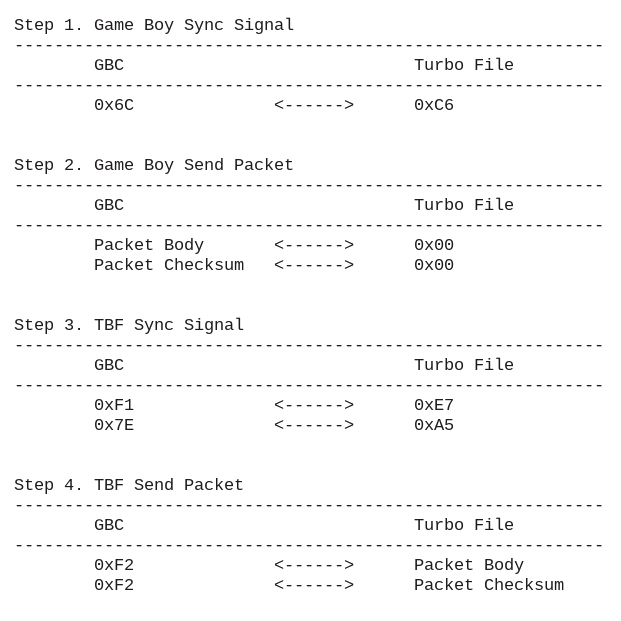 Step 1. Game Boy Sync Signal
-----------------------------------------------------------
        GBC                             Turbo File
-----------------------------------------------------------
        0x6C              <------>      0xC6

Step 2. Game Boy Send Packet
-----------------------------------------------------------
        GBC                             Turbo File
-----------------------------------------------------------
        Packet Body       <------>      0x00
        Packet Checksum   <------>      0x00

Step 3. TBF Sync Signal
-----------------------------------------------------------
        GBC                             Turbo File
-----------------------------------------------------------
        0xF1              <------>      0xE7
        0x7E              <------>      0xA5

Step 4. TBF Send Packet
-----------------------------------------------------------
        GBC                             Turbo File
-----------------------------------------------------------
        0xF2              <------>      Packet Body
        0xF2              <------>      Packet Checksum